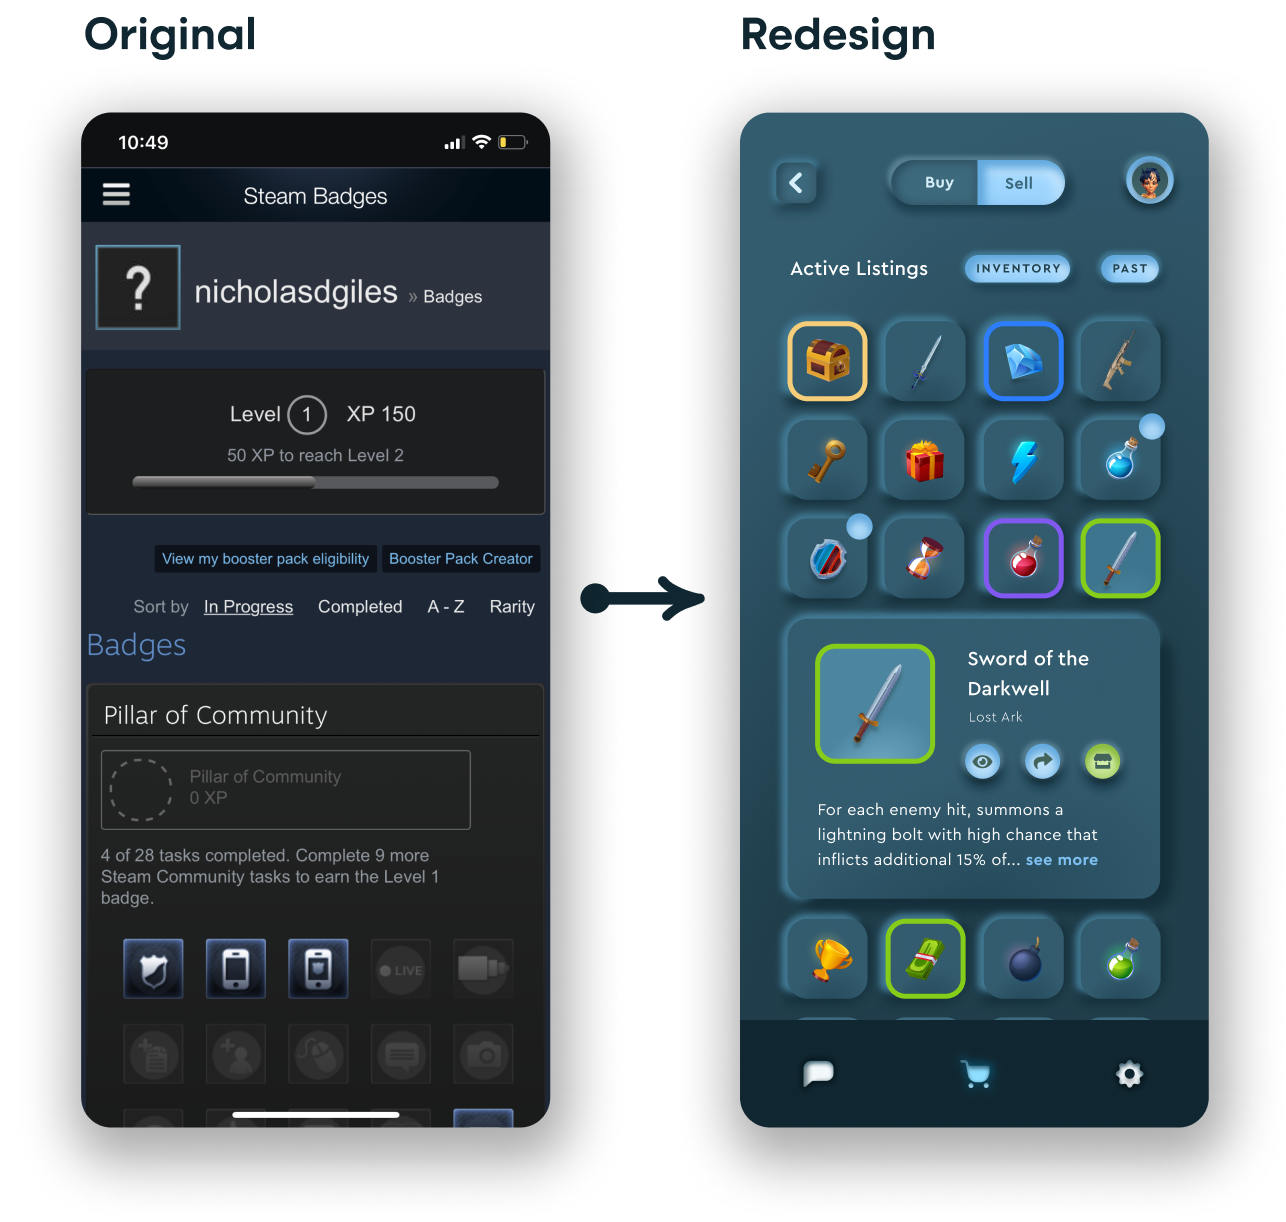 Original
Redesign
10:49
Steam Badges
?
nicholasdgiles » Badges
Level 1 XP 150
50 XP to reach Level 2
View my booster pack eligibility
Booster Pack Creator
Sort by In Progress Completed A - Z Rarity
Badges
Pillar of Community
Pillar of Community
0 XP
4 of 28 tasks completed. Complete 9 more
Steam Community tasks to earn the Level 1
badge.
LIVE
Buy
Sell
Active Listings
INVENTORY
PAST
Sword of the
Darkwell
Lost Ark
For each enemy hit, summons a
lightning bolt with high chance that
inflicts additional 15% of... see more